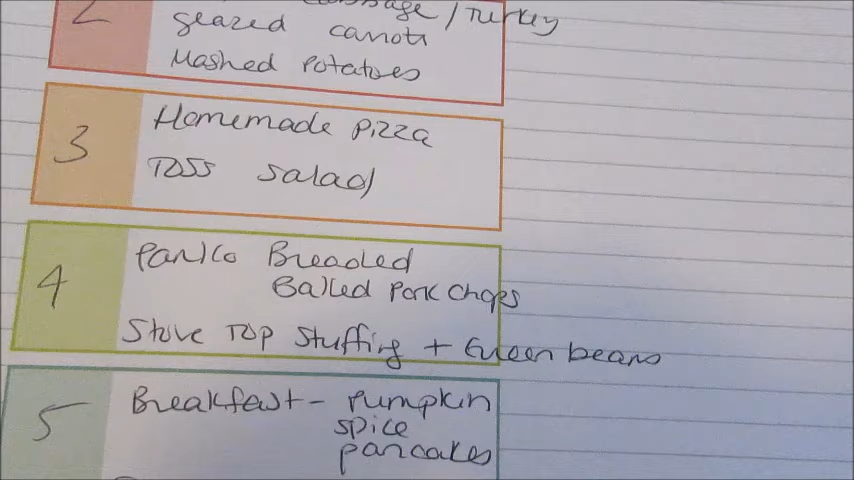 2
/Turkey
glazed carrots
Mashed Potatoes
3
Homemade pizza
TOSS salad
4
Panko Breaded
Baked Pork Chops
Stove Top Stuffing + Green beans
5
Breakfast - Pumpkin
spice
pancakes